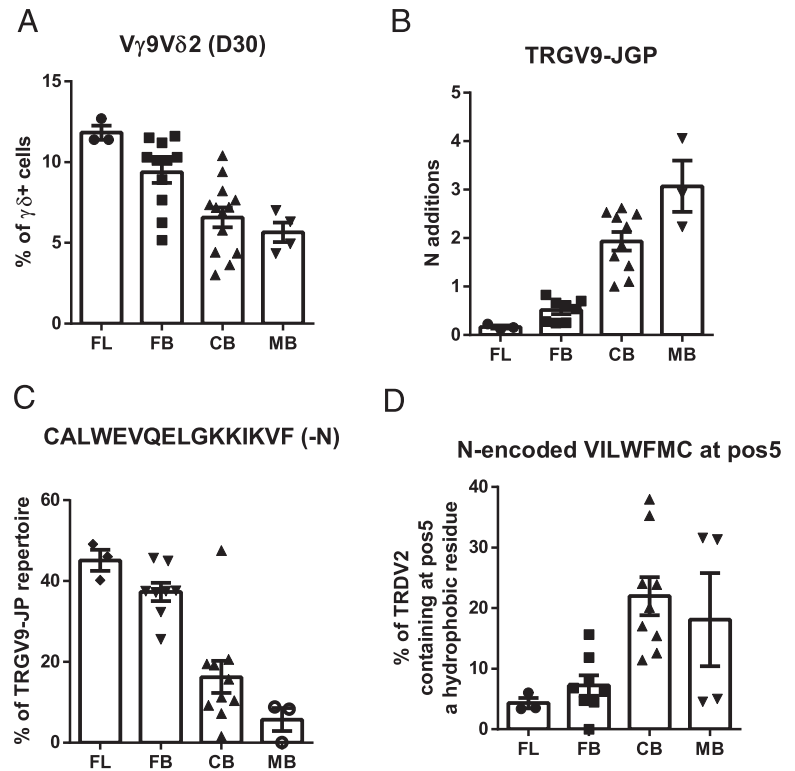 A
Vγ9Vδ2 (D30)
% of γδ+ cells
15
10
5
0
FL FB CB MB
B
TRGV9-JGP
N additions
5
4
3
2
1
0
FL FB CB MB
C
CALWEVQELGKKIKVF (-N)
% of TRGV9-JP repertoire
60
40
20
0
FL FB CB MB
D
N-encoded VILWFMC at pos5
% of TRDV2
containing at pos5
a hydrophobic residue
40
30
20
10
0
FL FB CB MB